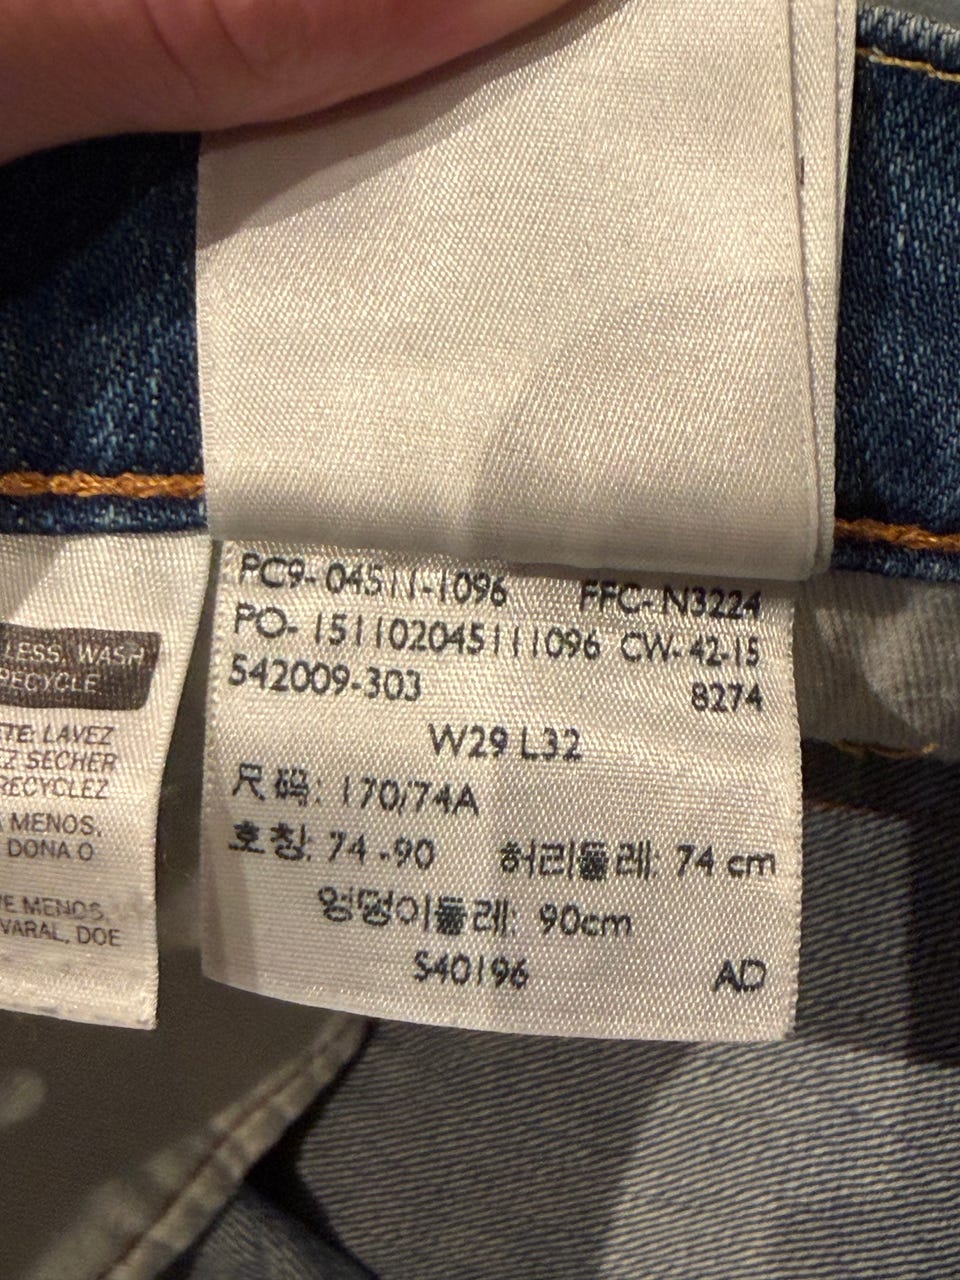 PC9- 04511-1096 FFC- N3224
PO- 151102045111096 CW- 42-15
542009-303 8274
W29 L32
尺码: 170/74A
호칭: 74 -90 허리둘레: 74 cm
엉덩이둘레: 90cm
S40196 AD
LESS, WASH
RECYCLE
LAVEZ
SECHER
RECYCLEZ
MENOS,
DONA O
MENOS,
VARAL, DOE